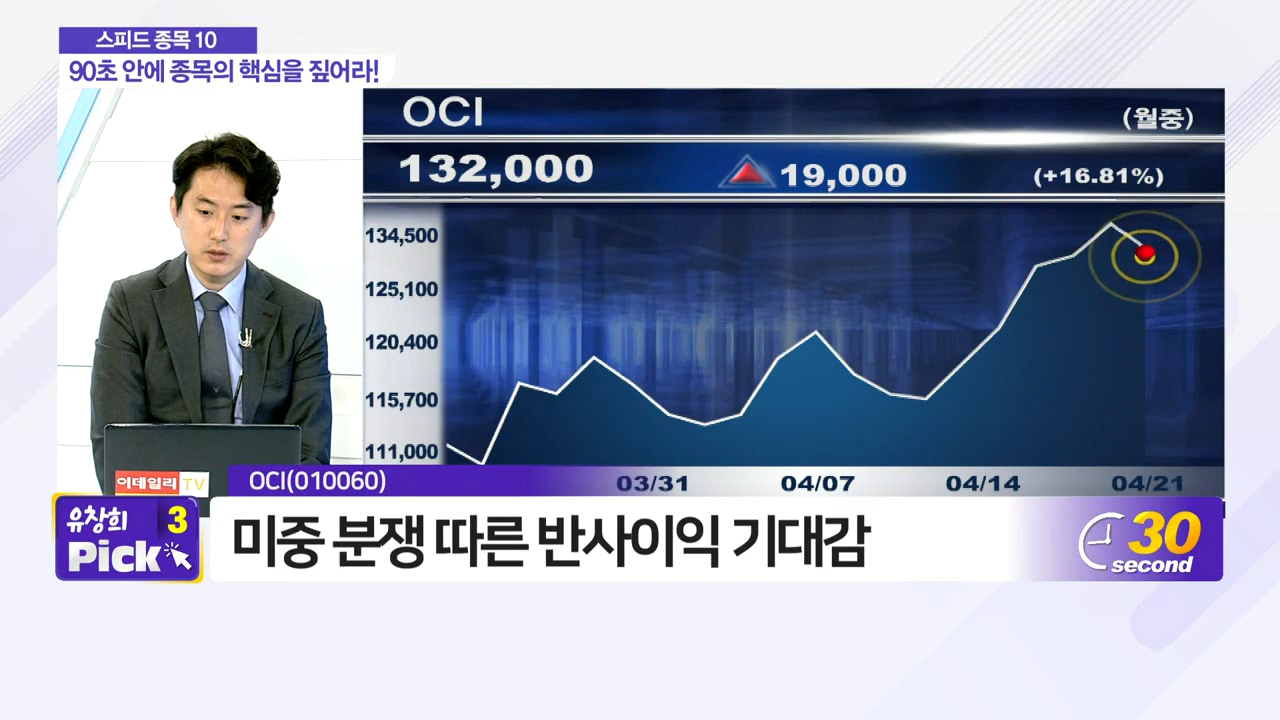 스피드 종목 10
90초 안에 종목의 핵심을 짚어라!
OCI
(월중)
132,000
19,000
(+16.81%)
134,500
125,100
120,400
115,700
111,000
03/31
04/07
04/14
04/21
이데일리TV
OCI(010060)
유창희
Pick
3
미중 분쟁 따른 반사이익 기대감
30
second